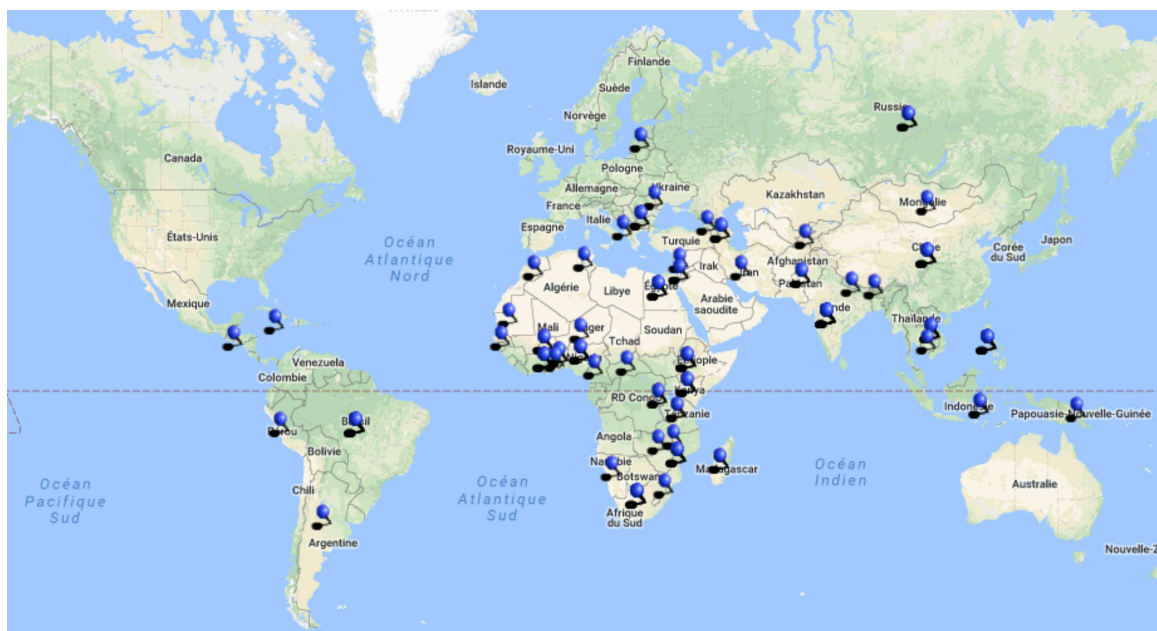 Islande
Finlande
Suède
Norvège
Russie
Canada
Royaume-Uni
Pologne
Allemagne
Ukraine
France
Kazakhstan
Mongolie
Italie
Espagne
États-Unis
Océan
Atlantique
Nord
Turquie
Chine
Corée
du Sud
Japon
Afghanistan
Irak
Iran
Algérie
Libye
Égypte
Pakistan
Arabie
saoudite
Mexique
Inde
Mali
Niger
Soudan
Thaïlande
Tchad
Venezuela
Nigeria
Éthiopie
Colombie
RD Congo
Kenya
Indonésie
Papouasie-Nouvelle-Guinée
Tanzanie
Pérou
Brésil
Angola
Bolivie
Namibie
Madagascar
Botswana
Océan
Indien
Océan
Pacifique
Sud
Océan
Atlantique
Sud
Chili
Australie
Afrique
du Sud
Argentine
Nouvelle-Z